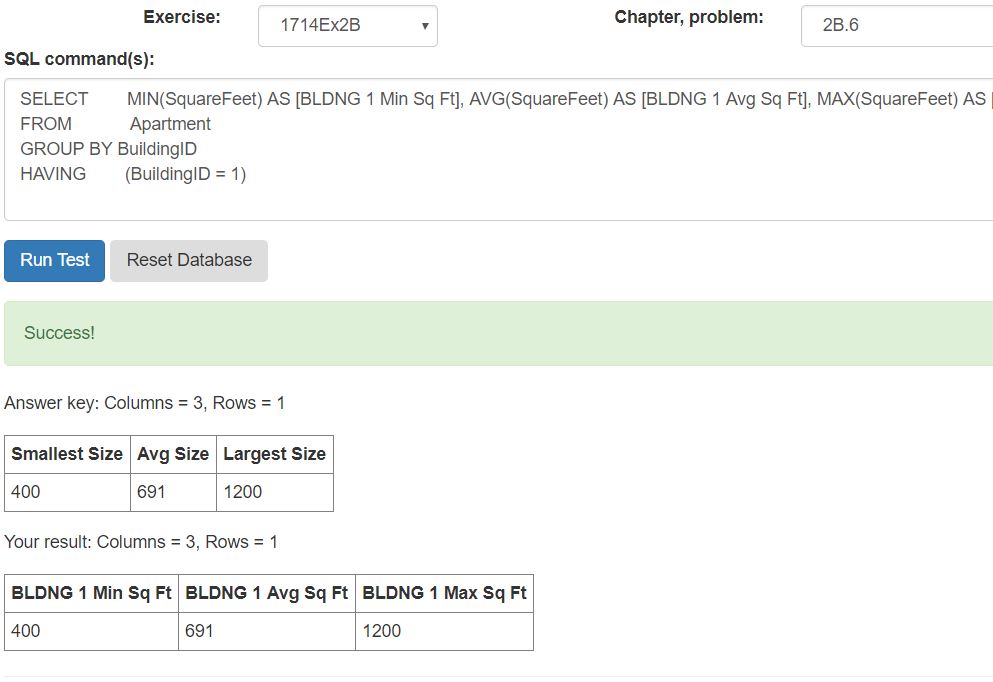 Exercise: 1714Ex2B Chapter, problem: 2B.6
SQL command(s):
SELECT MIN(SquareFeet) AS [BLDNG 1 Min Sq Ft], AVG(SquareFeet) AS [BLDNG 1 Avg Sq Ft], MAX(SquareFeet) AS [
FROM Apartment
GROUP BY BuildingID
HAVING (BuildingID = 1)
Run Test Reset Database
Success!
Answer key: Columns = 3, Rows = 1
Smallest Size Avg Size Largest Size
400 691 1200
Your result: Columns = 3, Rows = 1
BLDNG 1 Min Sq Ft BLDNG 1 Avg Sq Ft BLDNG 1 Max Sq Ft
400 691 1200